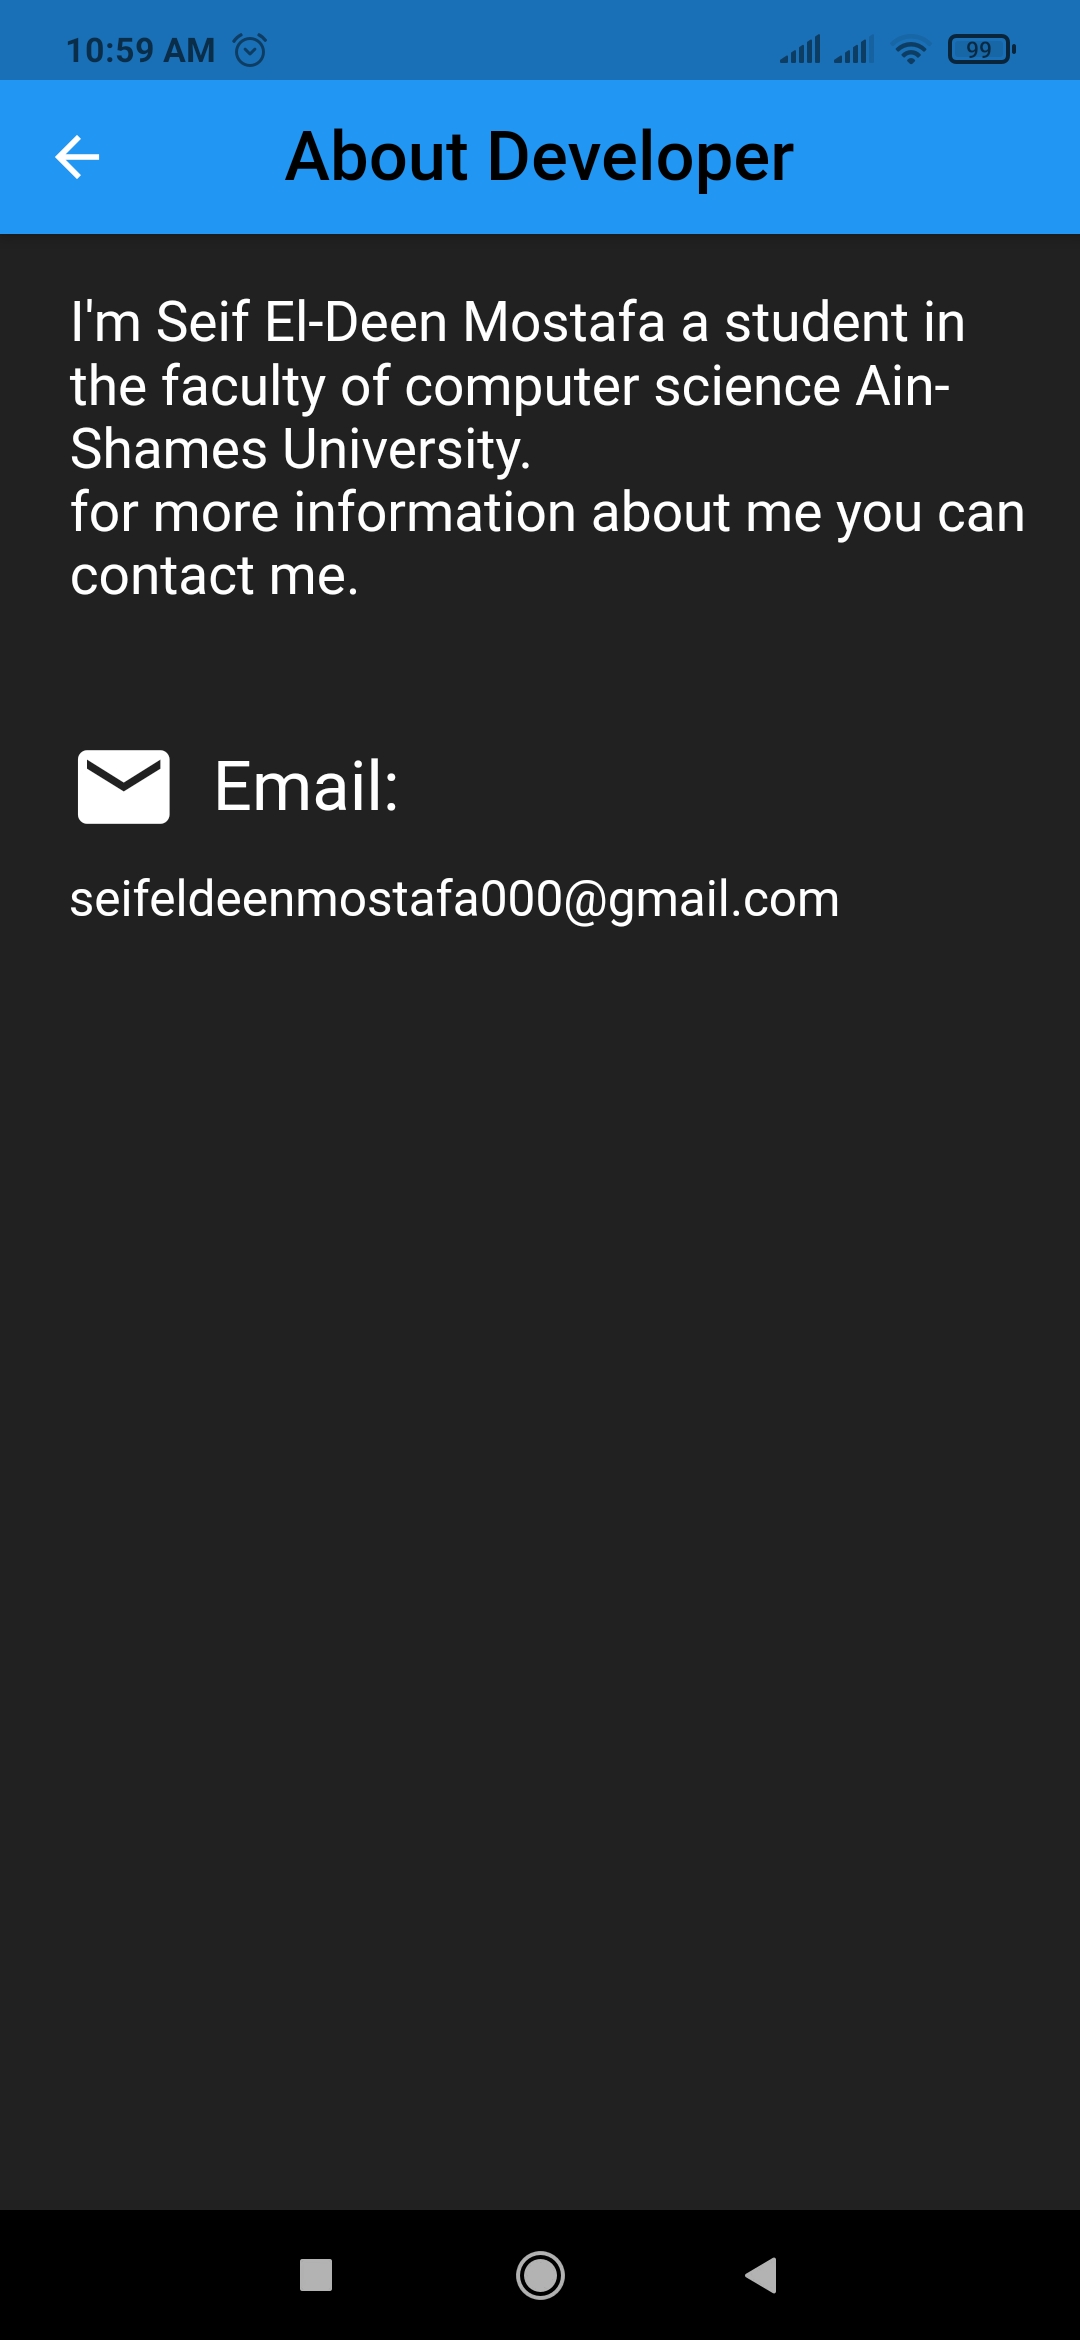 10:59 AM
99
About Developer
I'm Seif El-Deen Mostafa a student in
the faculty of computer science Ain-
Shames University.
for more information about me you can
contact me.
Email:
seifeldeenmostafa000@gmail.com